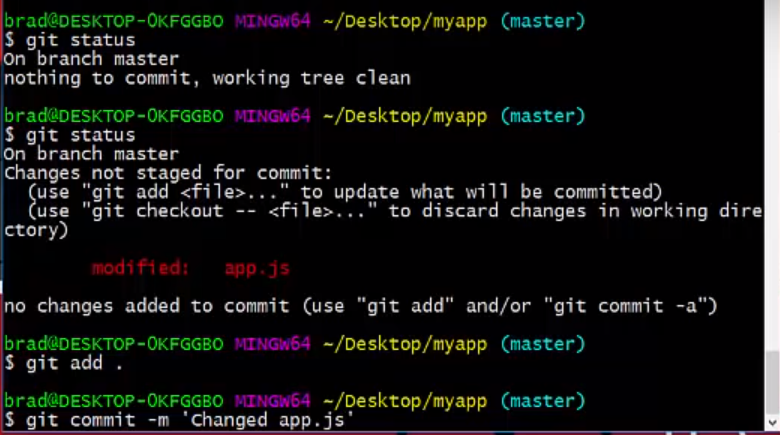 brad@DESKTOP-0KFGGBO MINGW64 ~/Desktop/myapp (master)
$ git status
On branch master
nothing to commit, working tree clean
brad@DESKTOP-0KFGGBO MINGW64 ~/Desktop/myapp (master)
$ git status
On branch master
Changes not staged for commit:
  (use "git add <file>..." to update what will be committed)
  (use "git checkout -- <file>..." to discard changes in working dire
ctory)
        modified:   app.js
no changes added to commit (use "git add" and/or "git commit -a")
brad@DESKTOP-0KFGGBO MINGW64 ~/Desktop/myapp (master)
$ git add .
brad@DESKTOP-0KFGGBO MINGW64 ~/Desktop/myapp (master)
$ git commit -m 'Changed app.js'